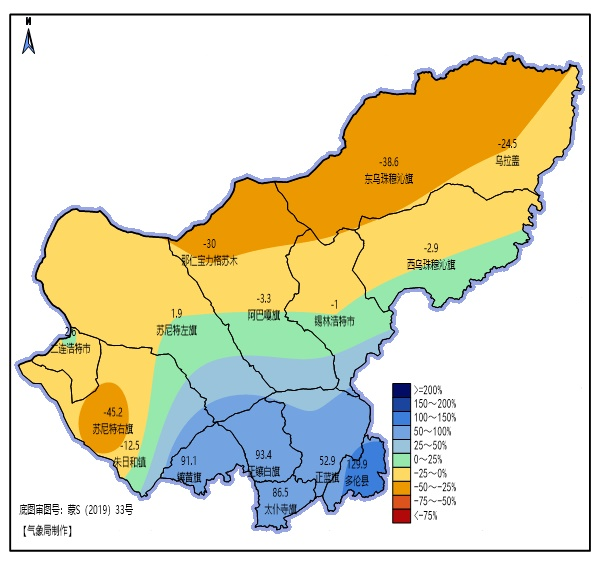 N
-24.5
乌拉盖
-38.6
东乌珠穆沁旗
-30
那仁宝力格苏木
-2.9
西乌珠穆沁旗
-3.3
阿巴嘎旗
-1
锡林浩特市
1.9
苏尼特左旗
2.6
二连浩特市
-45.2
苏尼特右旗
-12.5
朱日和镇
91.1
镶黄旗
93.4
正镶白旗
52.9
正蓝旗
129.9
多伦县
86.5
太仆寺旗
>=200%
150～200%
100～150%
50～100%
25～50%
0～25%
-25～0%
-50～-25%
-75～-50%
<-75%
底图审图号：蒙S（2019）33号
【气象局制作】